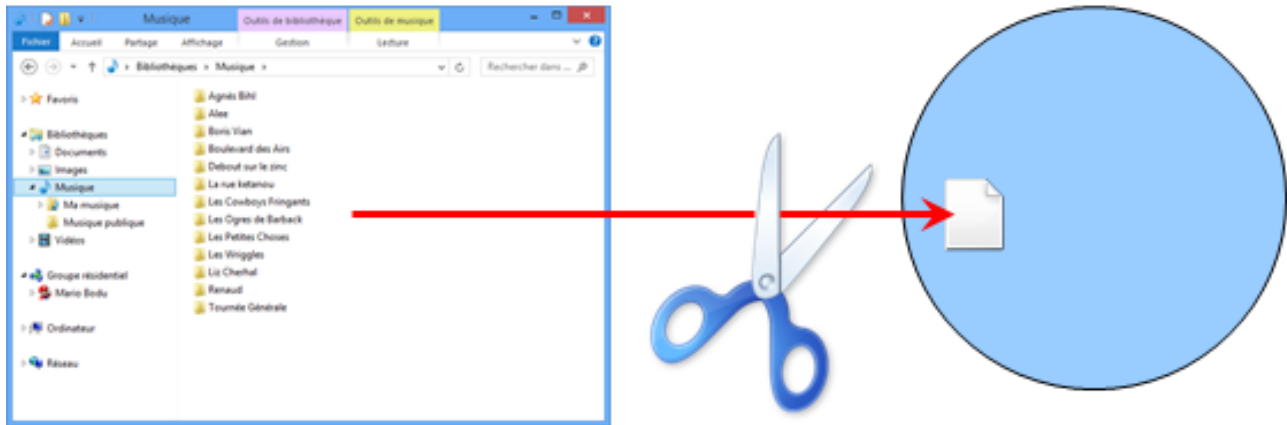 Musique
Outils de bibliothèque
Outils de musique
Fichier Accueil Partage Affichage Gestion Lecture
Bibliothèques Musique
Rechercher dans ...
Favoris
Bibliothèques
Documents
Images
Musique
Ma musique
Musique publique
Vidéos
Groupe résidentiel
Mario Bodu
Ordinateur
Réseau
Agnès Bihl
Alee
Boris Vian
Boulevard des Airs
Debout sur le zinc
La rue ketanou
Les Cowboys Fringants
Les Ogres de Barback
Les Petites Choses
Les Wriggles
Liz Cherhal
Renaud
Tournée Générale